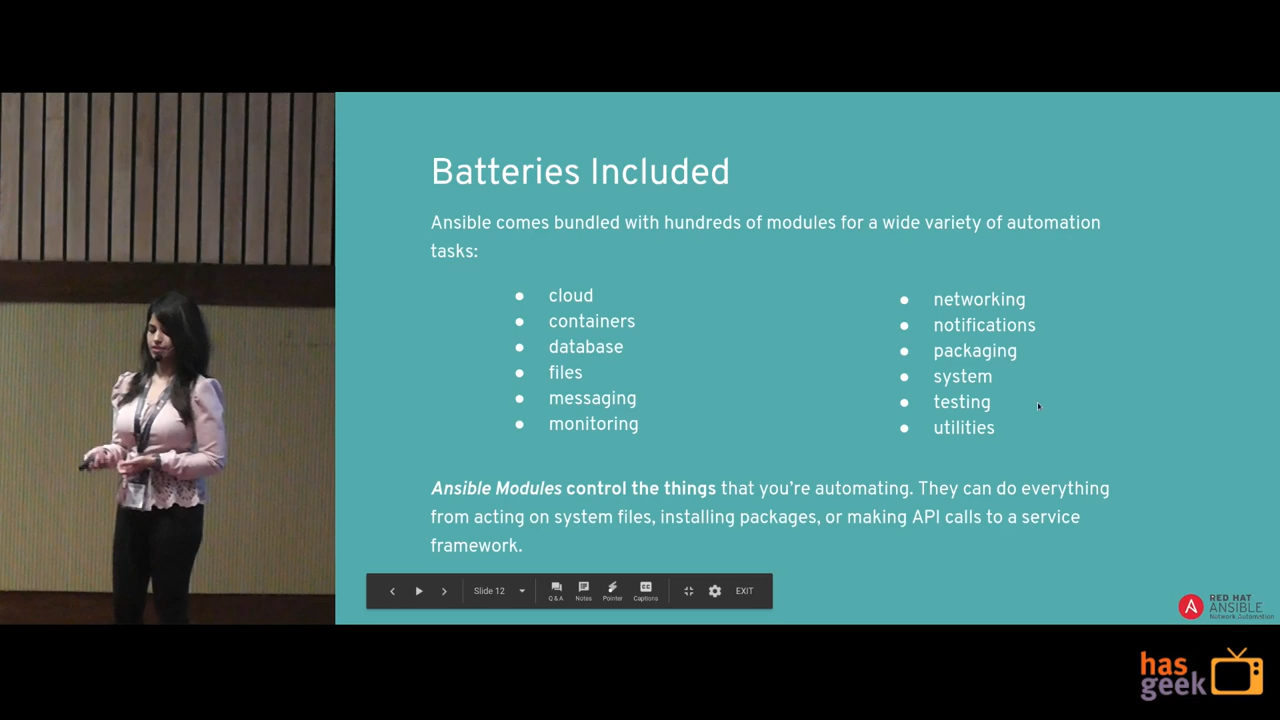 Batteries Included
Ansible comes bundled with hundreds of modules for a wide variety of automation
tasks:
cloud
containers
database
files
messaging
monitoring
networking
notifications
packaging
system
testing
utilities
Ansible Modules control the things that you’re automating. They can do everything
from acting on system files, installing packages, or making API calls to a service
framework.
Slide 12
Q & A
Notes
Pointer
Captions
EXIT
RED HAT
ANSIBLE
Network Automation
has
geek